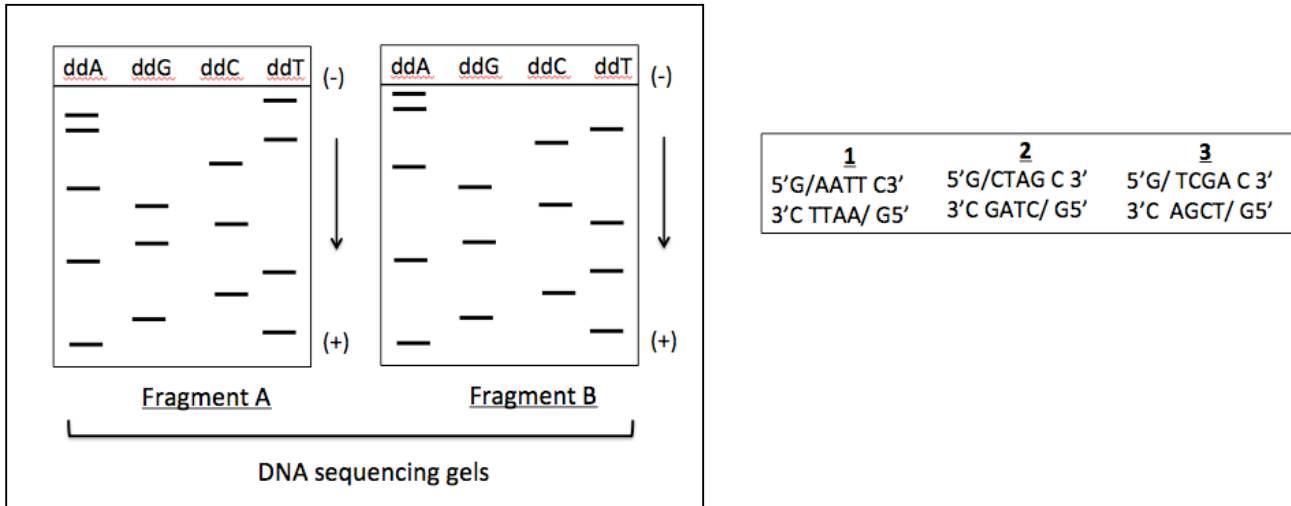 ddA ddG ddC ddT
(-)
(+)
Fragment A
ddA ddG ddC ddT
(-)
(+)
Fragment B
DNA sequencing gels
1
5'G/AATT C3'
3'C TTAA/ G5'
2
5'G/CTAG C 3'
3'C GATC/ G5'
3
5'G/ TCGA C 3'
3'C AGCT/ G5'